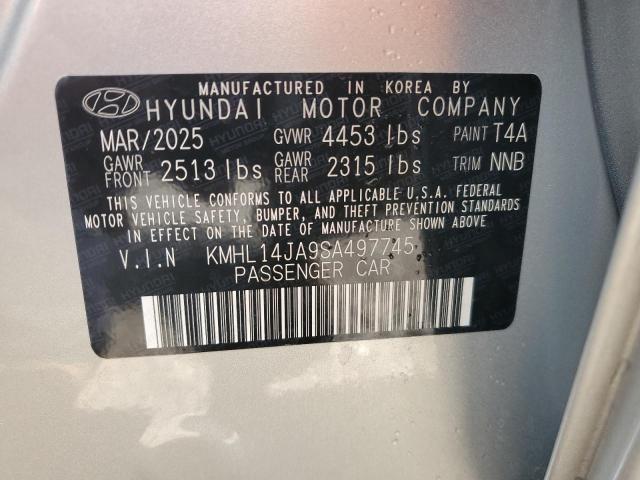 MANUFACTURED IN KOREA BY
HYUNDAI MOTOR COMPANY
MAR/2025 GVWR 4453 lbs PAINT T4A
GAWR FRONT 2513 lbs GAWR REAR 2315 lbs TRIM NNB
THIS VEHICLE CONFORMS TO ALL APPLICABLE U.S.A. FEDERAL
MOTOR VEHICLE SAFETY, BUMPER, AND THEFT PREVENTION STANDARDS
IN EFFECT ON THE DATE OF MANUFACTURE SHOWN ABOVE.
V.I.N KMHL14JA9SA497745
PASSENGER CAR